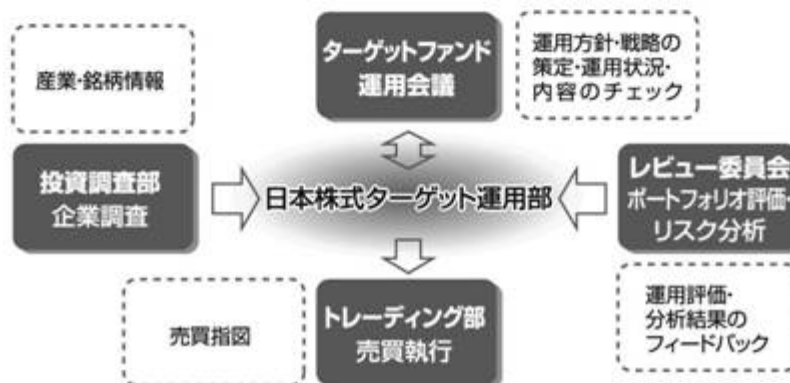 ターゲットファンド
運用会議
運用方針・戦略の
策定・運用状況・
内容のチェック
産業・銘柄情報
投資調査部
企業調査
日本株式ターゲット運用部
レビュー委員会
ポートフォリオ評価・
リスク分析
売買指図
トレーディング部
売買執行
運用評価・
分析結果の
フィードバック